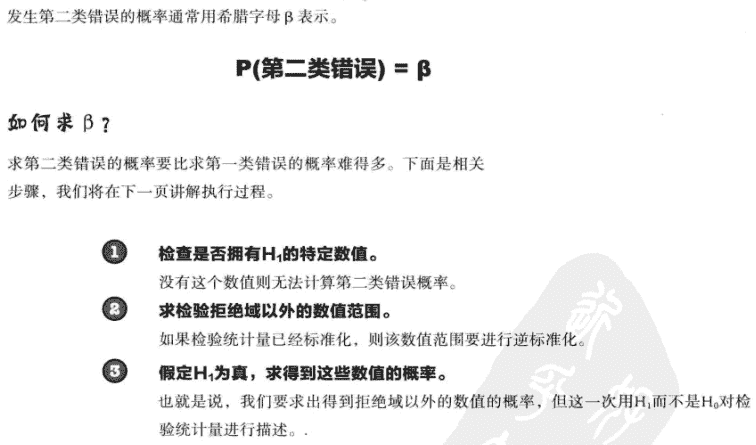 发生第二类错误的概率通常用希腊字母 β 表示。
P(第二类错误) = β
如何求 β？
求第二类错误的概率要比求第一类错误的概率难得多。下面是相关
步骤，我们将在下一页讲解执行过程。
1 检查是否拥有H₁的特定数值。
没有这个数值则无法计算第二类错误概率。
2 求检验拒绝域以外的数值范围。
如果检验统计量已经标准化，则该数值范围要进行逆标准化。
3 假定H₁为真，求得到这些数值的概率。
也就是说，我们要求出得到拒绝域以外的数值的概率，但这一次用H₁而不是H₀对检
验统计量进行描述。.